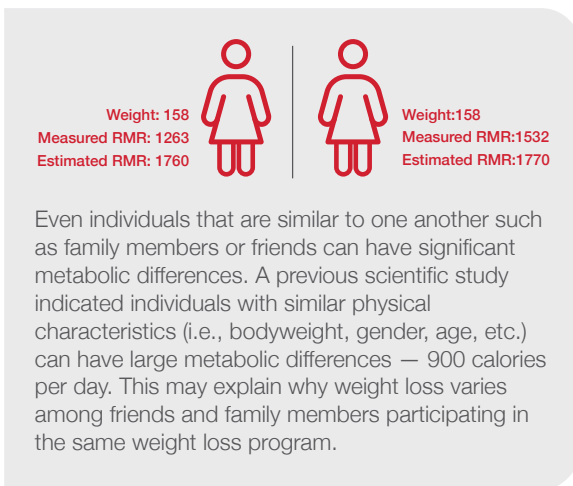 Weight: 158
Measured RMR: 1263
Estimated RMR: 1760
Weight:158
Measured RMR:1532
Estimated RMR:1770
Even individuals that are similar to one another such
as family members or friends can have significant
metabolic differences. A previous scientific study
indicated individuals with similar physical
characteristics (i.e., bodyweight, gender, age, etc.)
can have large metabolic differences — 900 calories
per day. This may explain why weight loss varies
among friends and family members participating in
the same weight loss program.